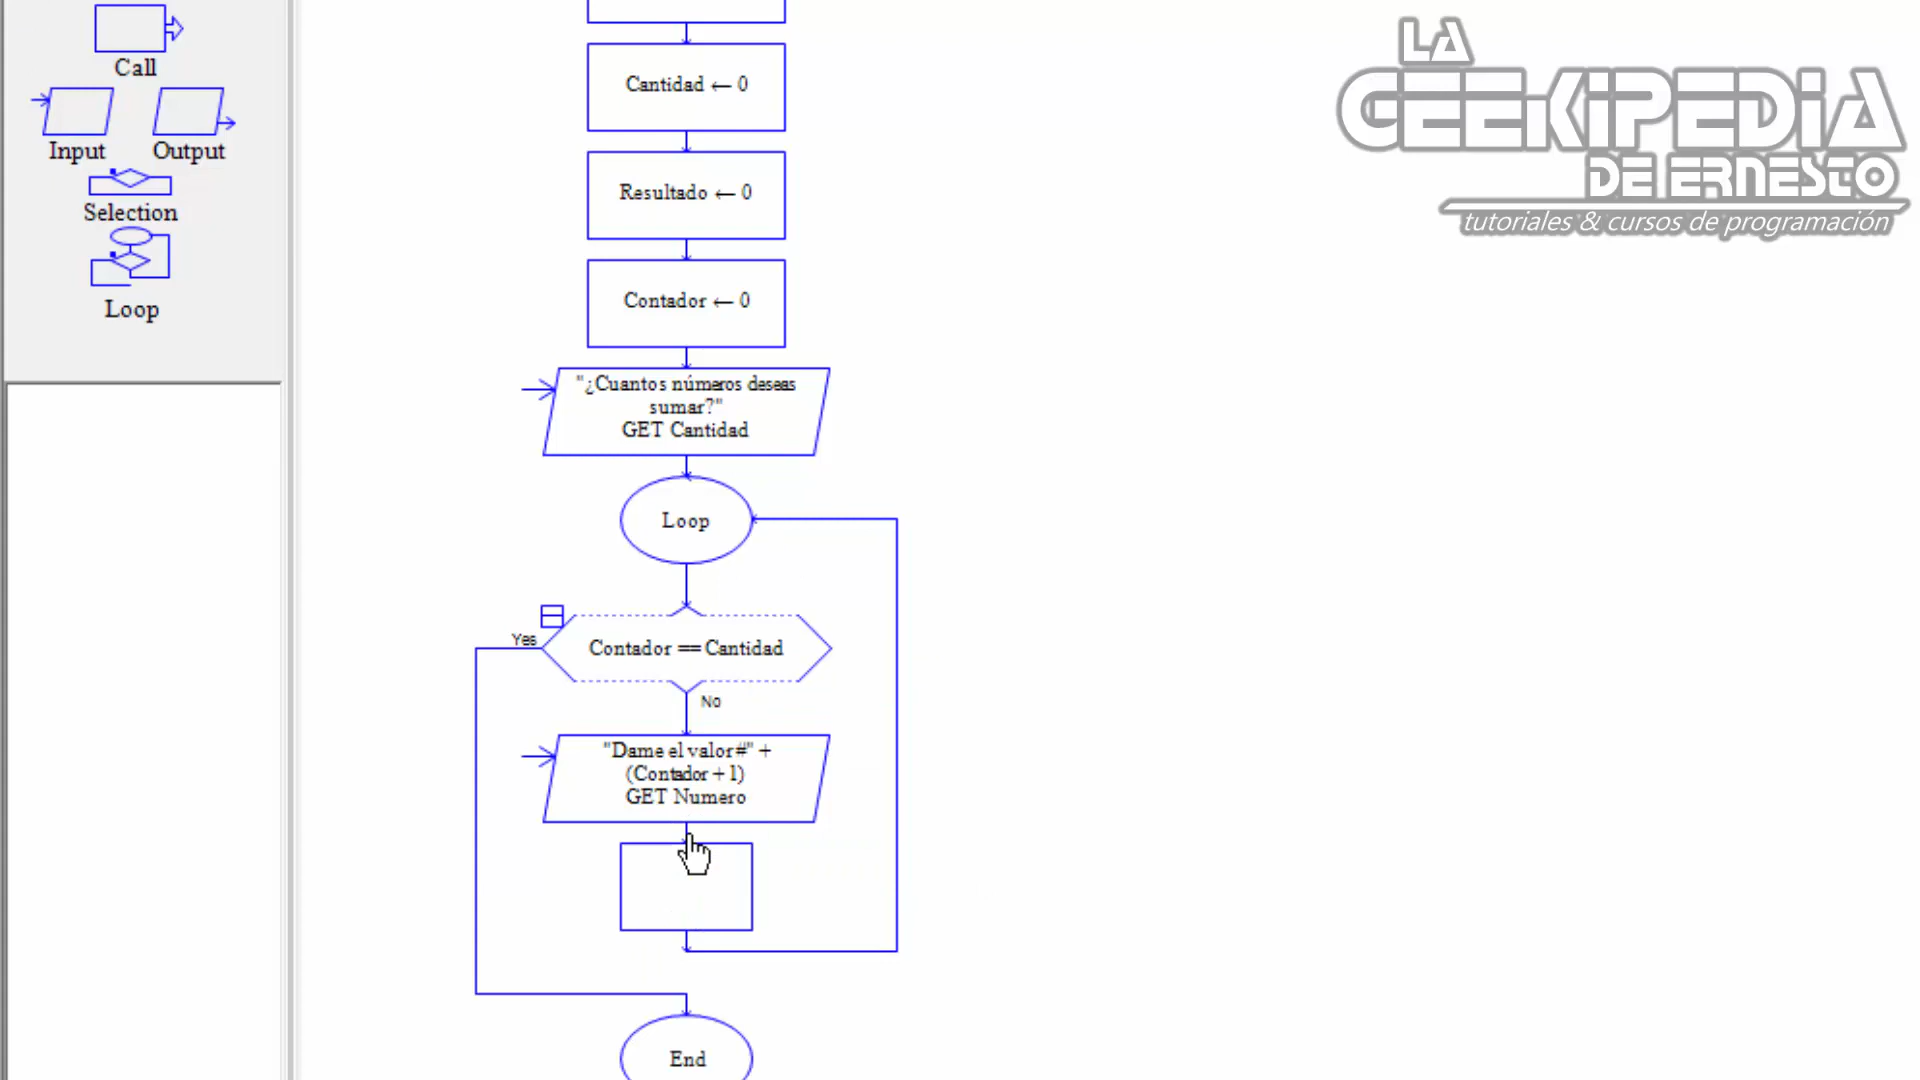 Call
Input
Output
Selection
Loop
Cantidad ← 0
Resultado ← 0
Contador ← 0
"¿Cuantos números deseas
sumar?"
GET Cantidad
Loop
Yes
Contador == Cantidad
No
"Dame el valor #" +
(Contador + 1)
GET Numero
End
LA
GEEKIPEDIA
DE ERNESTO
tutoriales & cursos de programación